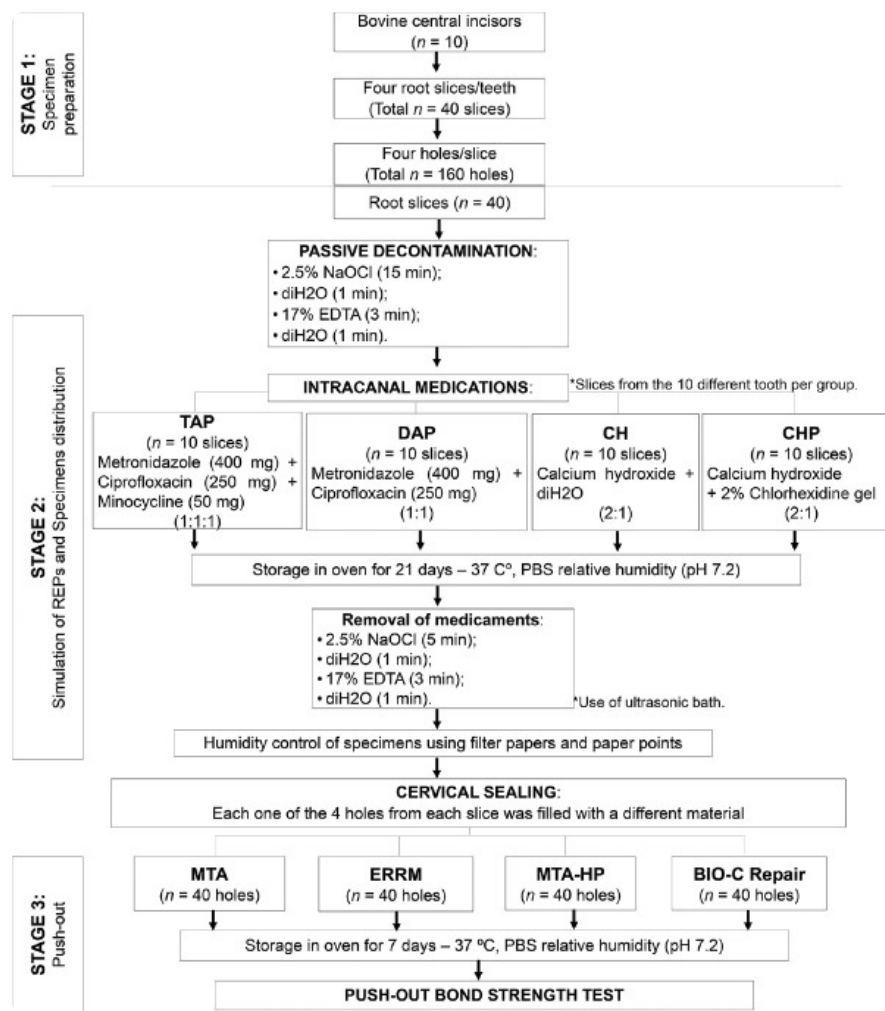 STAGE 1:
Specimen
preparation
Bovine central incisors
(n = 10)
Four root slices/teeth
(Total n = 40 slices)
Four holes/slice
(Total n = 160 holes)
Root slices (n = 40)
STAGE 2:
Simulation of REPs and Specimens distribution
PASSIVE DECONTAMINATION:
• 2.5% NaOCl (15 min);
• diH2O (1 min);
• 17% EDTA (3 min);
• diH2O (1 min).
INTRACANAL MEDICATIONS:
*Slices from the 10 different tooth per group.
TAP
(n = 10 slices)
Metronidazole (400 mg) +
Ciprofloxacin (250 mg) +
Minocycline (50 mg)
(1:1:1)
DAP
(n = 10 slices)
Metronidazole (400 mg) +
Ciprofloxacin (250 mg)
(1:1)
CH
(n = 10 slices)
Calcium hydroxide +
diH2O
(2:1)
CHP
(n = 10 slices)
Calcium hydroxide
+ 2% Chlorhexidine gel
(2:1)
Storage in oven for 21 days – 37 Cº, PBS relative humidity (pH 7.2)
Removal of medicaments:
• 2.5% NaOCl (5 min);
• diH2O (1 min);
• 17% EDTA (3 min);
• diH2O (1 min).
*Use of ultrasonic bath.
Humidity control of specimens using filter papers and paper points
CERVICAL SEALING:
Each one of the 4 holes from each slice was filled with a different material
STAGE 3:
Push-out
MTA
(n = 40 holes)
ERRM
(n = 40 holes)
MTA-HP
(n = 40 holes)
BIO-C Repair
(n = 40 holes)
Storage in oven for 7 days – 37 ºC, PBS relative humidity (pH 7.2)
PUSH-OUT BOND STRENGTH TEST